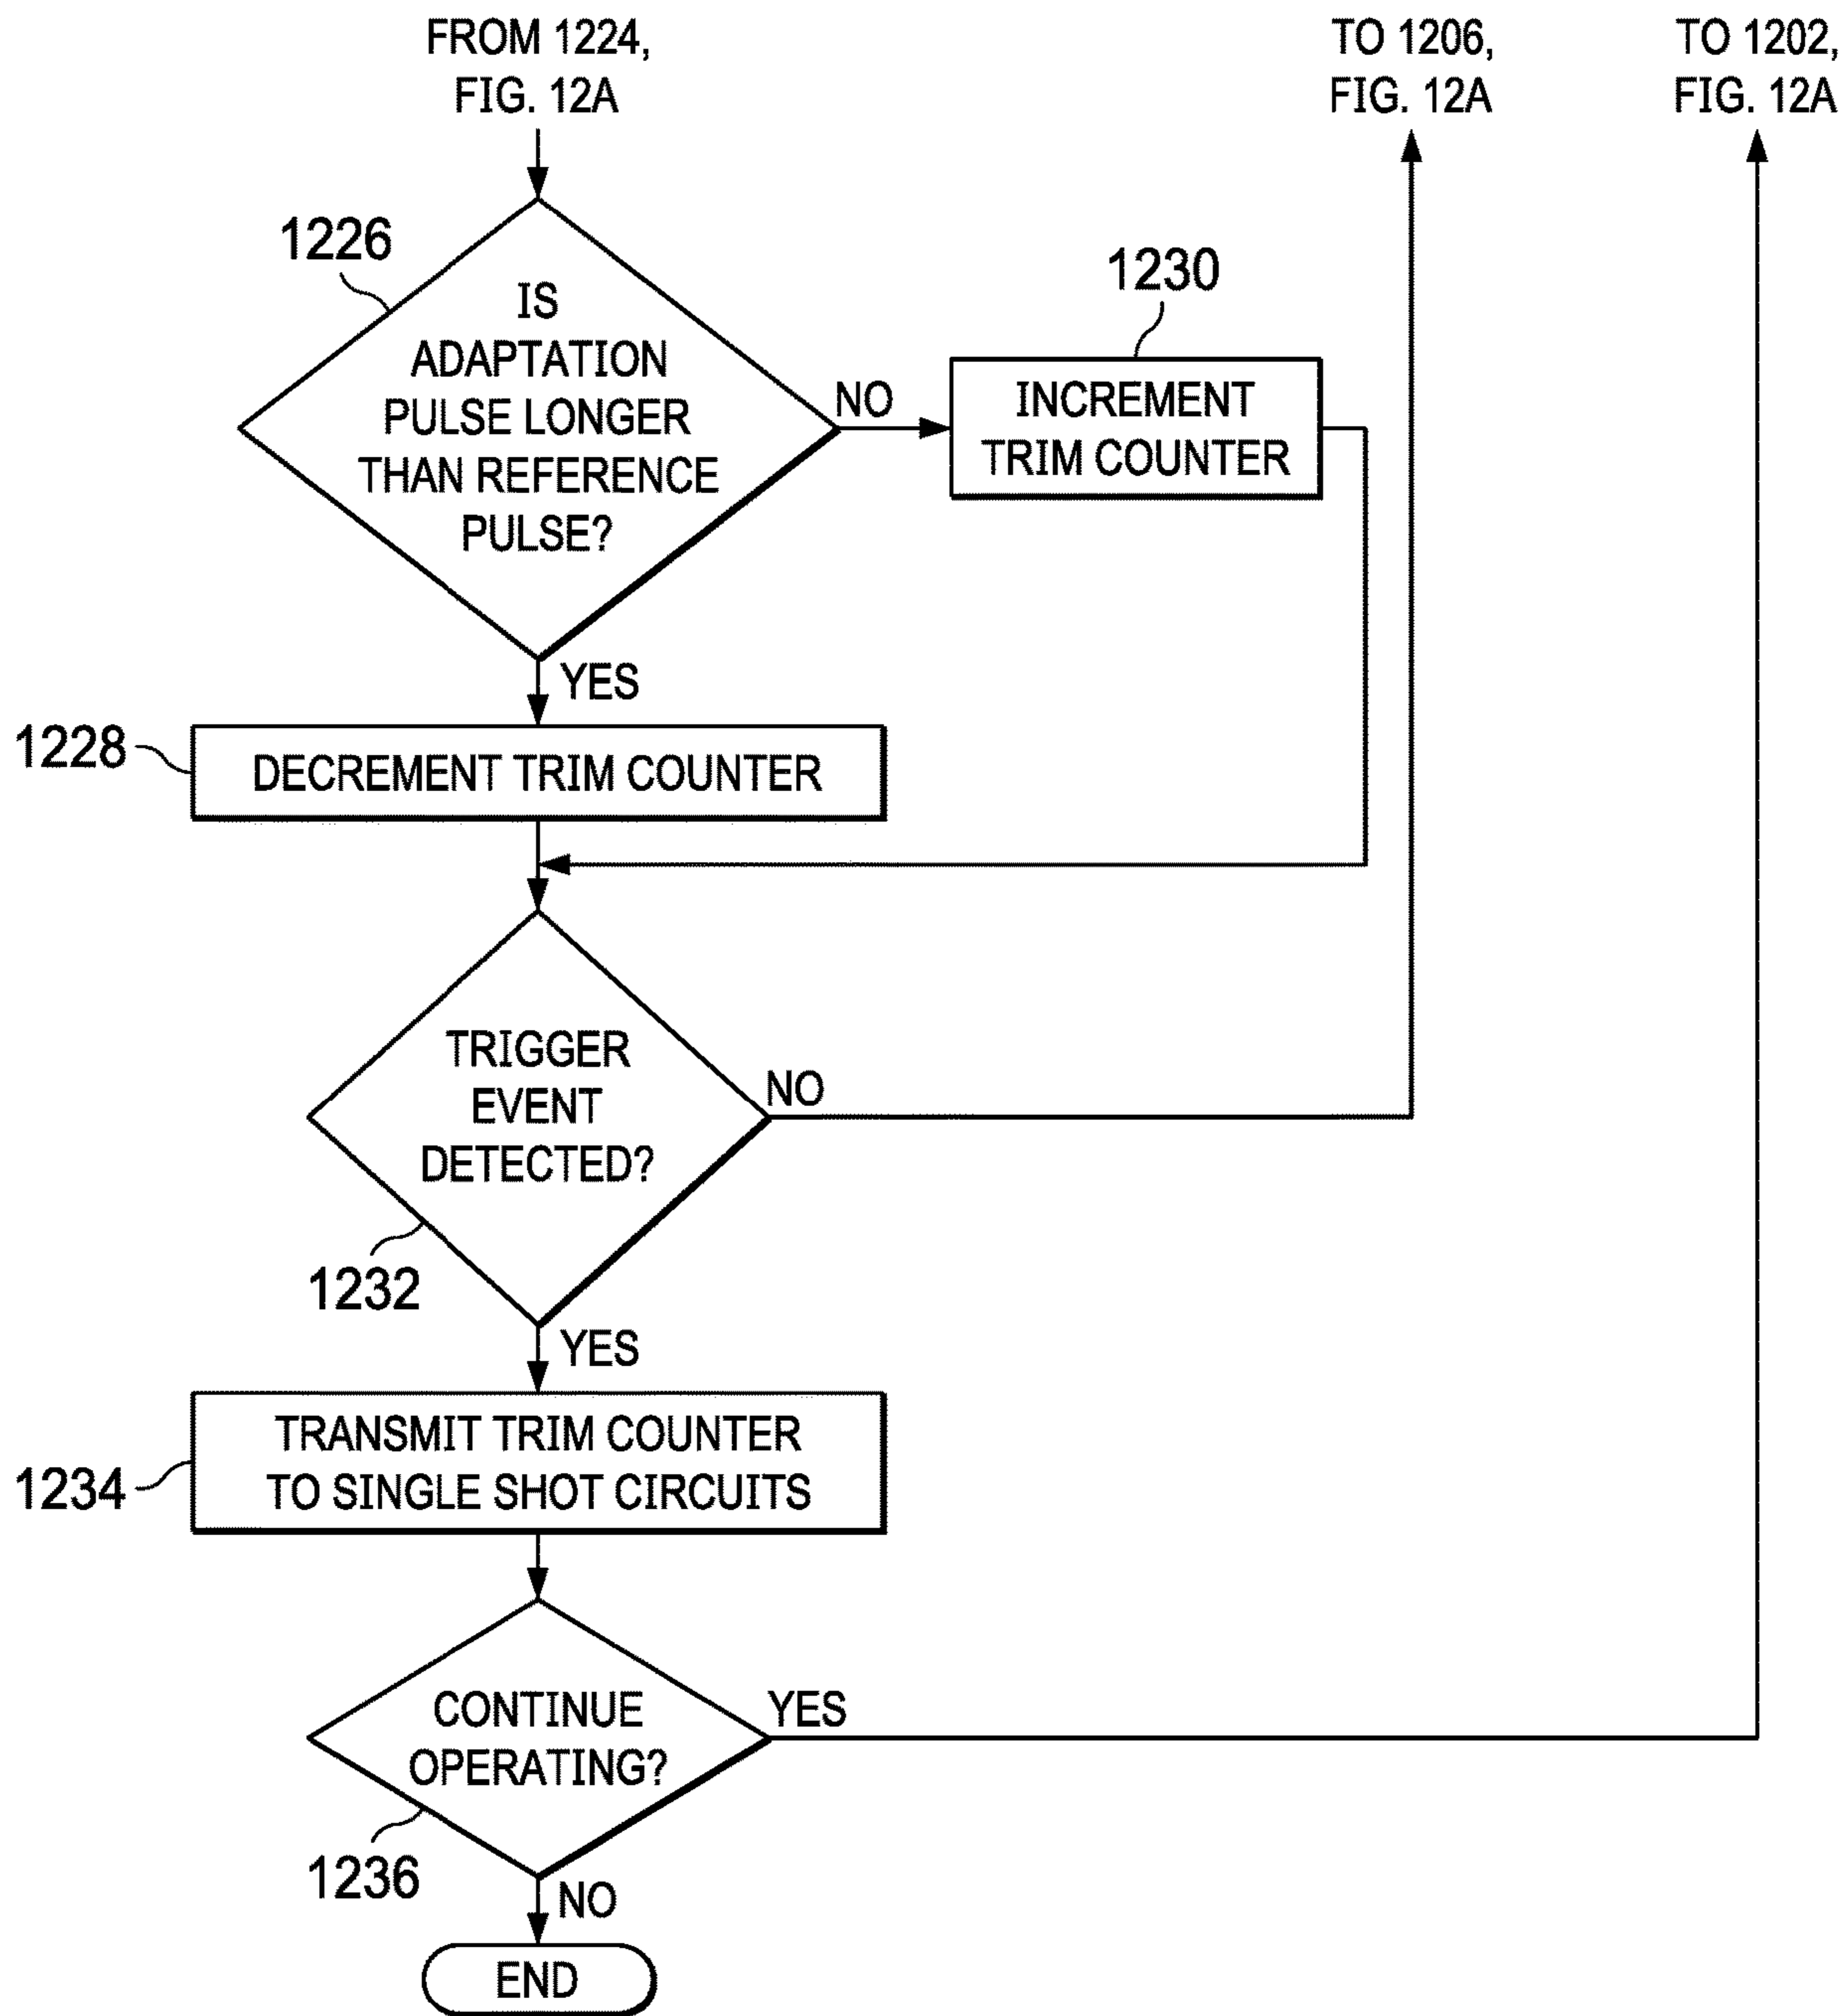 FROM 1224,
FIG. 12A
TO 1206,
FIG. 12A
TO 1202,
FIG. 12A
1226
IS
ADAPTATION
PULSE LONGER
THAN REFERENCE
PULSE?
NO
1230
INCREMENT
TRIM COUNTER
YES
1228
DECREMENT TRIM COUNTER
TRIGGER
EVENT
DETECTED?
NO
1232
YES
1234
TRANSMIT TRIM COUNTER
TO SINGLE SHOT CIRCUITS
CONTINUE
OPERATING?
YES
1236
NO
END